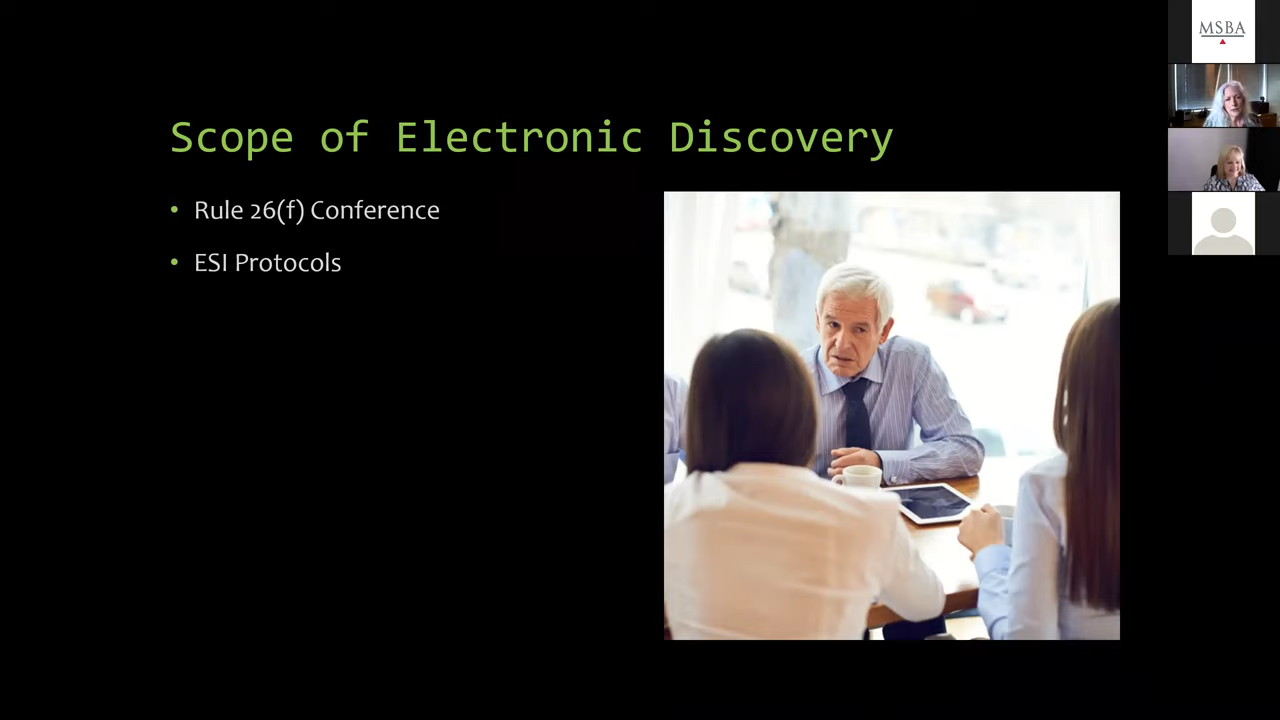 Scope of Electronic Discovery
• Rule 26(f) Conference
• ESI Protocols
MSBA